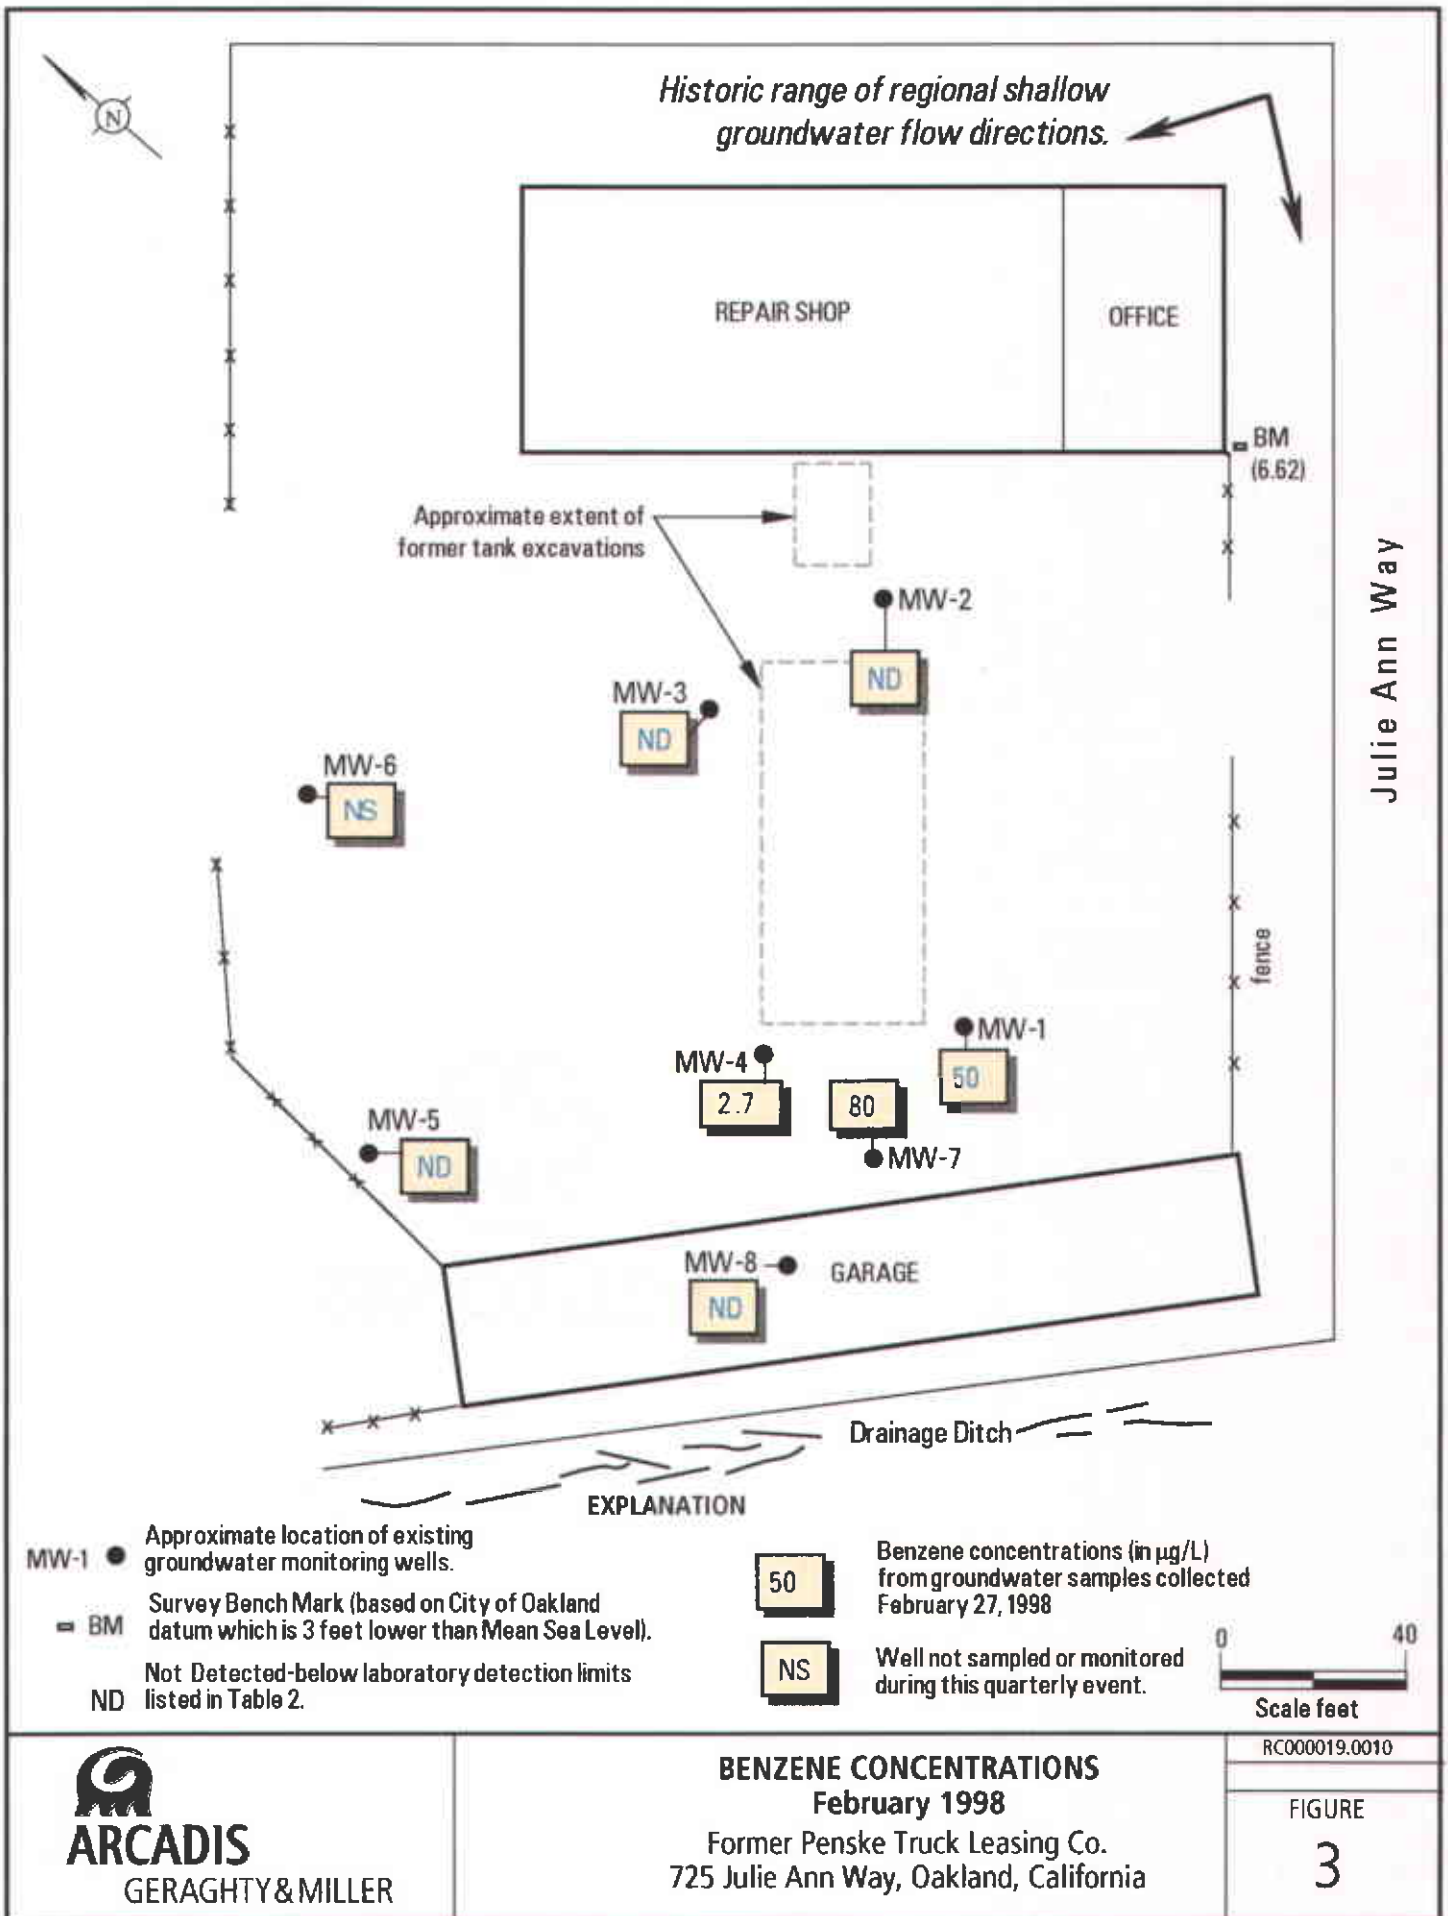 N
Historic range of regional shallow
groundwater flow directions.
REPAIR SHOP
OFFICE
BM
(6.62)
Approximate extent of
former tank excavations
MW-2
ND
MW-3
ND
MW-6
NS
Julie Ann Way
fence
MW-1
50
MW-4
2.7
80
MW-7
MW-5
ND
MW-8
ND
GARAGE
Drainage Ditch
EXPLANATION
MW-1
Approximate location of existing
groundwater monitoring wells.
BM
Survey Bench Mark (based on City of Oakland
datum which is 3 feet lower than Mean Sea Level).
ND
Not Detected-below laboratory detection limits
listed in Table 2.
50
Benzene concentrations (in µg/L)
from groundwater samples collected
February 27, 1998
NS
Well not sampled or monitored
during this quarterly event.
0 40
Scale feet
ARCADIS
GERAGHTY&MILLER
BENZENE CONCENTRATIONS
February 1998
Former Penske Truck Leasing Co.
725 Julie Ann Way, Oakland, California
RC000019.0010
FIGURE
3